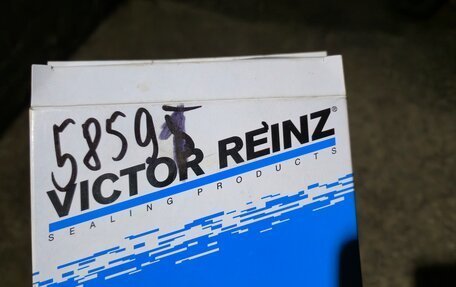 5859
VICTOR REINZ®
SEALING PRODUCTS